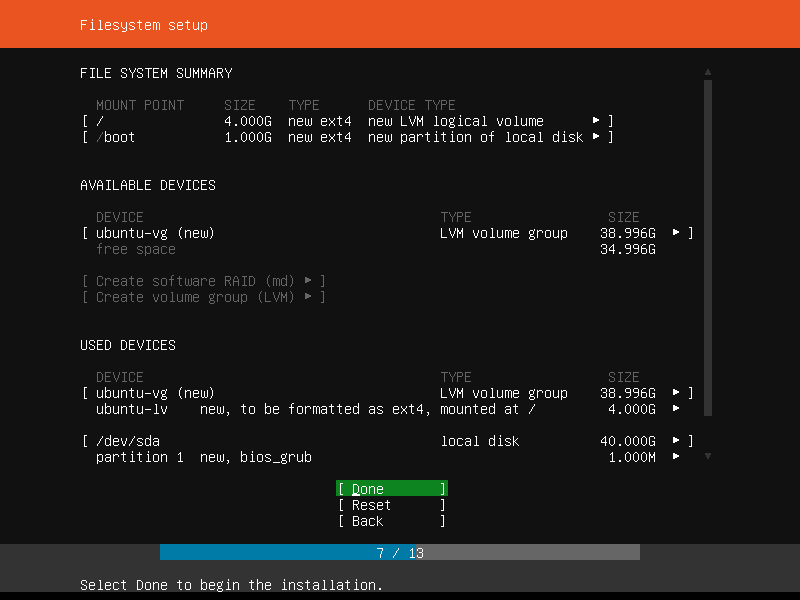 Filesystem setup
FILE SYSTEM SUMMARY
MOUNT POINT SIZE TYPE DEVICE TYPE
[ / 4.000G new ext4 new LVM logical volume ▸ ]
[ /boot 1.000G new ext4 new partition of local disk ▸ ]
AVAILABLE DEVICES
DEVICE TYPE SIZE
[ ubuntu-vg (new) LVM volume group 38.996G ▸ ]
free space 34.996G
[ Create software RAID (md) ▸ ]
[ Create volume group (LVM) ▸ ]
USED DEVICES
DEVICE TYPE SIZE
[ ubuntu-vg (new) LVM volume group 38.996G ▸ ]
ubuntu-lv new, to be formatted as ext4, mounted at / 4.000G ▸
[ /dev/sda local disk 40.000G ▸ ]
partition 1 new, bios_grub 1.000M ▸
[ Done ]
[ Reset ]
[ Back ]
7 / 13
Select Done to begin the installation.